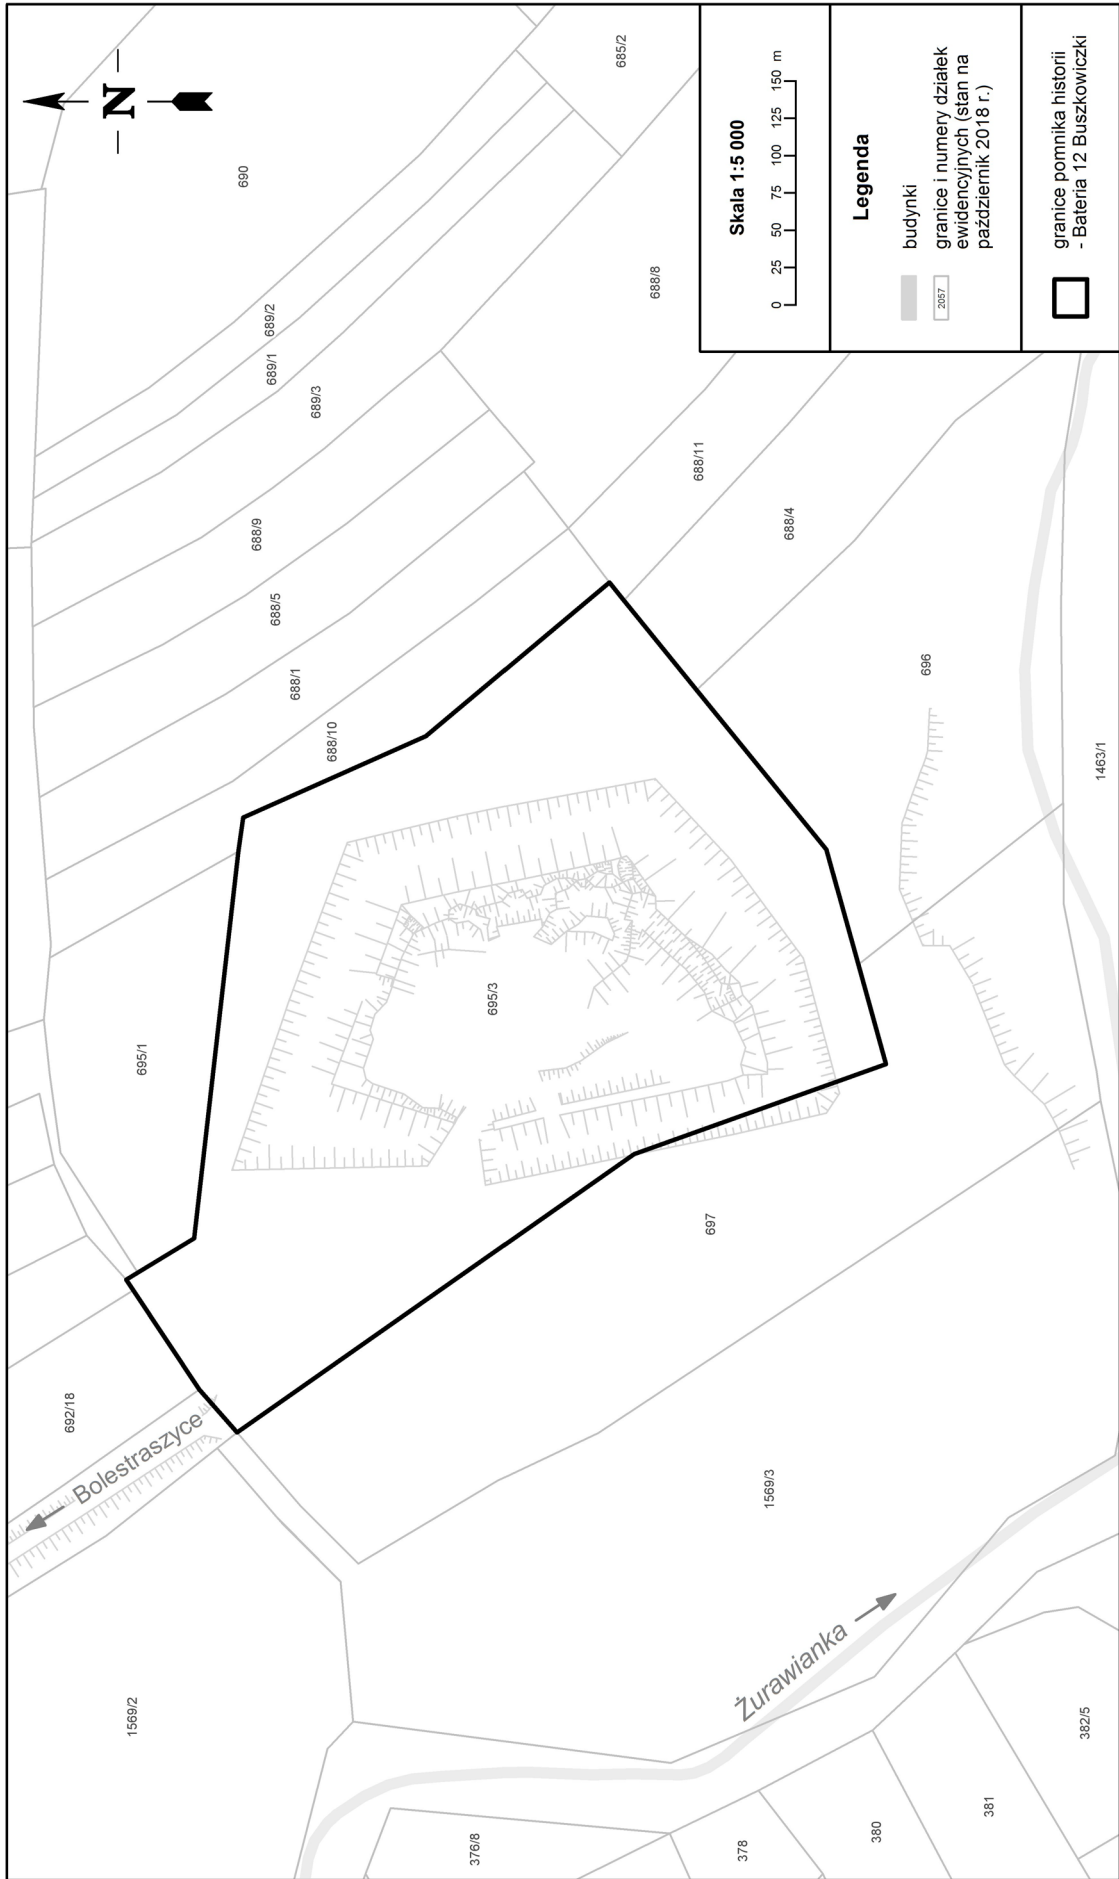 N
692/18
Bolestraszyce
1569/2
695/1
688/10
688/1
688/5
688/9
689/3
689/1
689/2
690
685/2
688/8
688/11
688/4
695/3
696
697
1463/1
1569/3
Żurawianka
376/8
378
380
381
382/5
Skala 1:5 000
0 25 50 75 100 125 150 m
Legenda
budynki
2057
granice i numery działek
ewidencyjnych (stan na
październik 2018 r.)
granice pomnika historii
- Bateria 12 Buszkowiczki